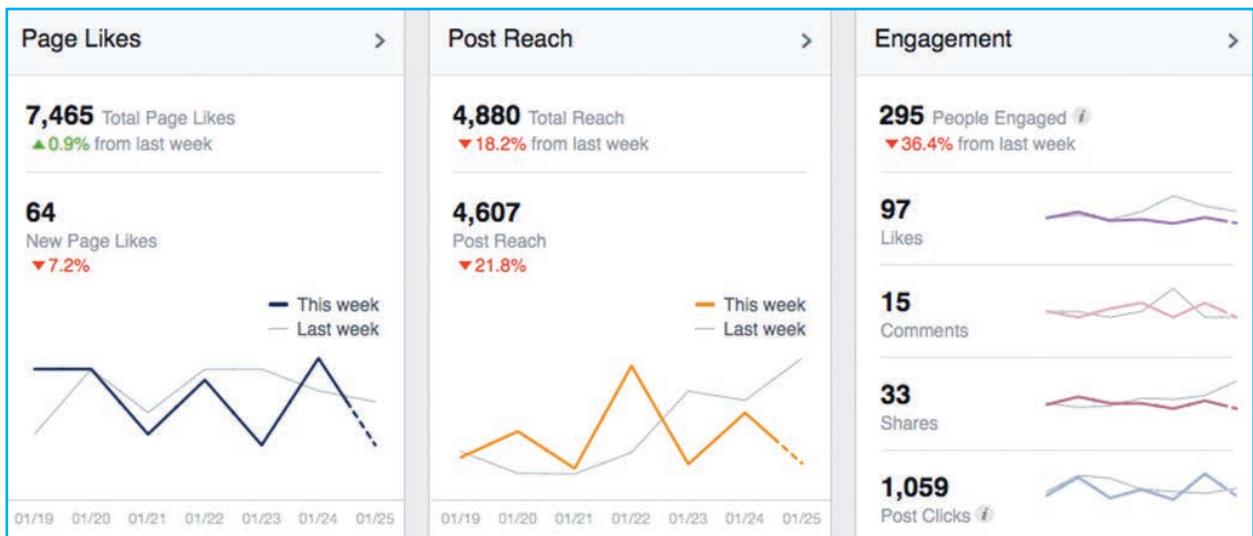 Page Likes >
7,465 Total Page Likes
▲0.9% from last week
64
New Page Likes
▼7.2%
This week
Last week
01/19 01/20 01/21 01/22 01/23 01/24 01/25
Post Reach >
4,880 Total Reach
▼18.2% from last week
4,607
Post Reach
▼21.8%
This week
Last week
01/19 01/20 01/21 01/22 01/23 01/24 01/25
Engagement >
295 People Engaged i
▼36.4% from last week
97
Likes
15
Comments
33
Shares
1,059
Post Clicks i